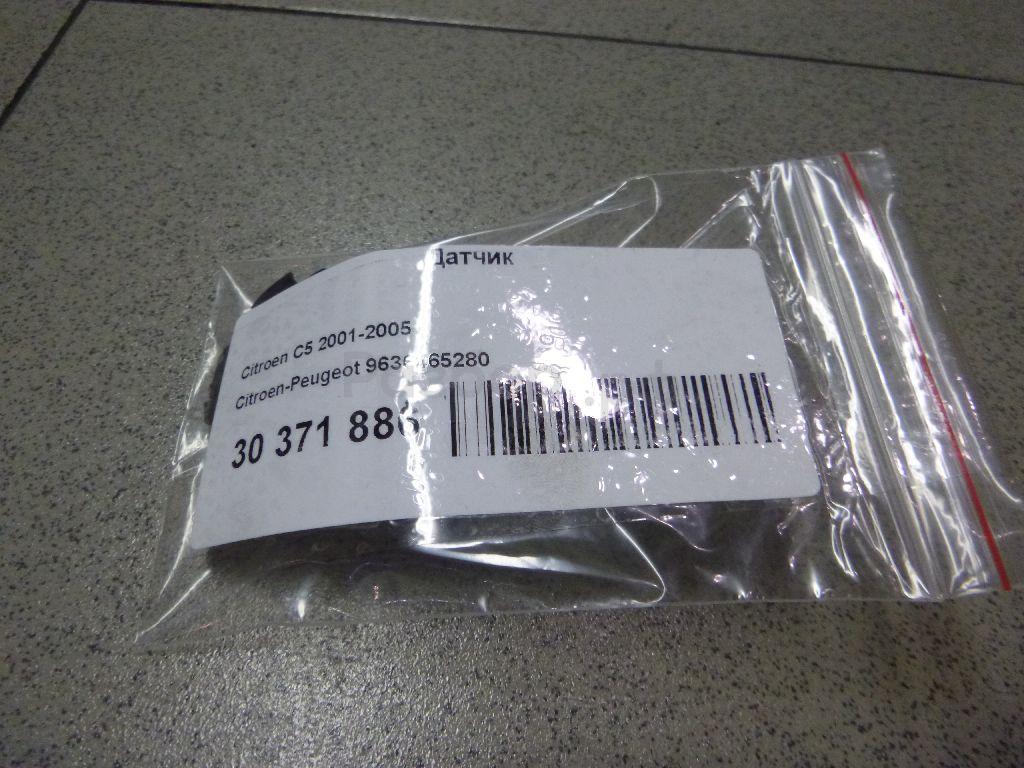 Датчик
Citroen C5 2001-2005
Citroen-Peugeot
30 371 886